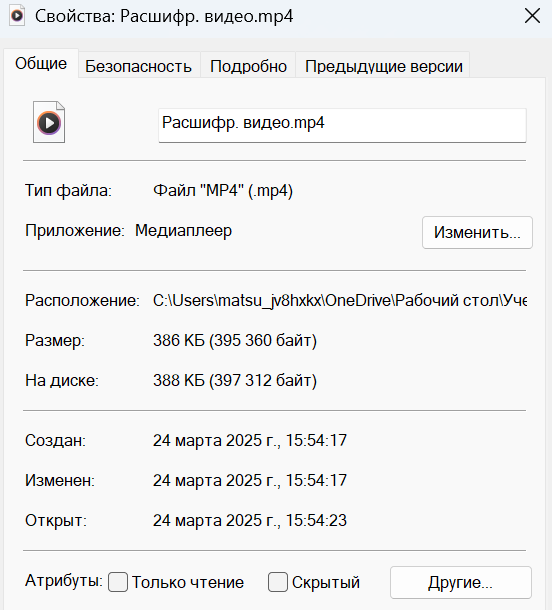 Свойства: Расшифр. видео.mp4
Общие Безопасность Подробно Предыдущие версии
Расшифр. видео.mp4
Тип файла: Файл "MP4" (.mp4)
Приложение: Медиаплеер Изменить...
Расположение: C:\Users\matsu_jv8hxkx\OneDrive\Рабочий стол\Уче
Размер: 386 КБ (395 360 байт)
На диске: 388 КБ (397 312 байт)
Создан: 24 марта 2025 г., 15:54:17
Изменен: 24 марта 2025 г., 15:54:17
Открыт: 24 марта 2025 г., 15:54:23
Атрибуты: Только чтение Скрытый Другие...